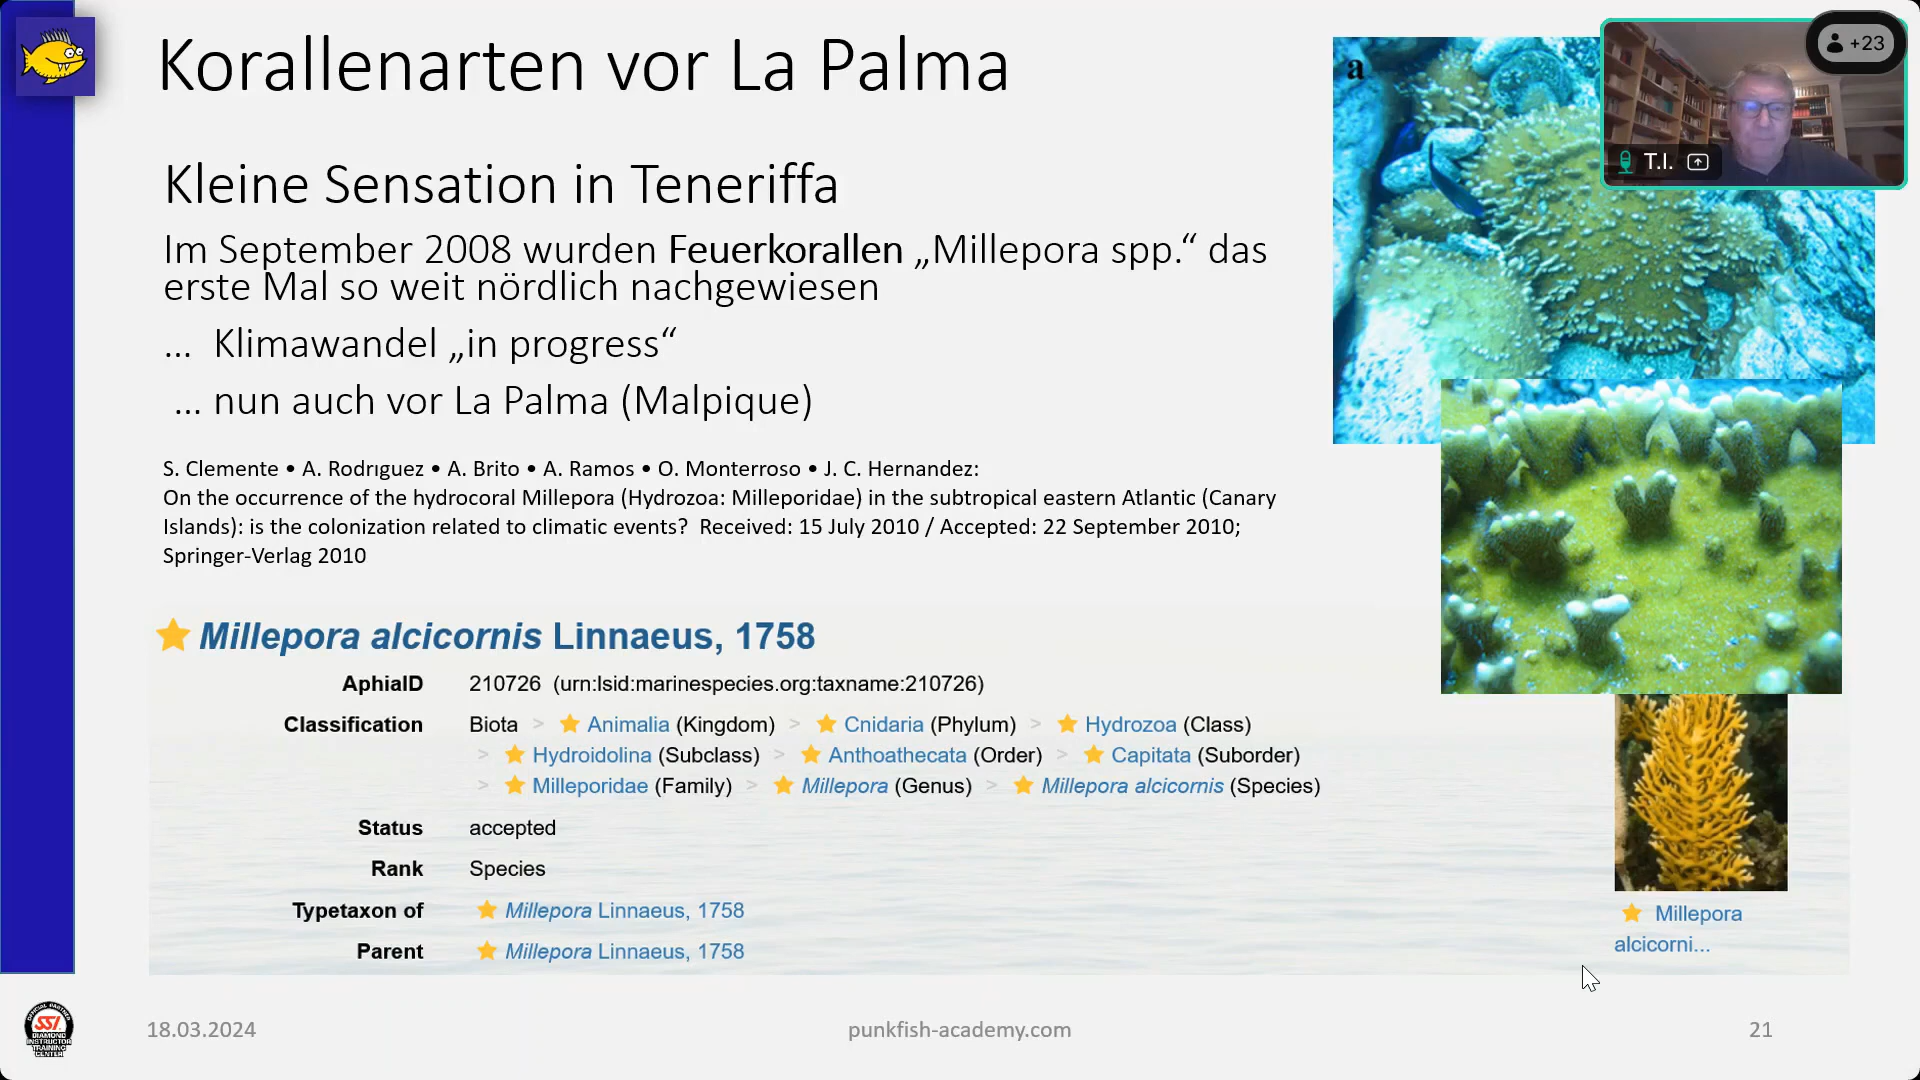 Korallenarten vor La Palma
a
+23
T.I.
Kleine Sensation in Teneriffa
Im September 2008 wurden Feuerkorallen „Millepora spp.“ das
erste Mal so weit nördlich nachgewiesen
... Klimawandel „in progress“
... nun auch vor La Palma (Malpique)
S. Clemente • A. Rodrıguez • A. Brito • A. Ramos • O. Monterroso • J. C. Hernandez:
On the occurrence of the hydrocoral Millepora (Hydrozoa: Milleporidae) in the subtropical eastern Atlantic (Canary
Islands): is the colonization related to climatic events? Received: 15 July 2010 / Accepted: 22 September 2010;
Springer-Verlag 2010
Millepora alcicornis Linnaeus, 1758
AphiaID 210726 (urn:lsid:marinespecies.org:taxname:210726)
Classification Biota > Animalia (Kingdom) > Cnidaria (Phylum) > Hydrozoa (Class)
> Hydroidolina (Subclass) > Anthoathecata (Order) > Capitata (Suborder)
> Milleporidae (Family) > Millepora (Genus) > Millepora alcicornis (Species)
Status accepted
Rank Species
Typetaxon of Millepora Linnaeus, 1758
Parent Millepora Linnaeus, 1758
Millepora
alcicorni...
SSI
DIAMOND
INSTRUCTOR
TRAINING
CENTER
18.03.2024
punkfish-academy.com
21